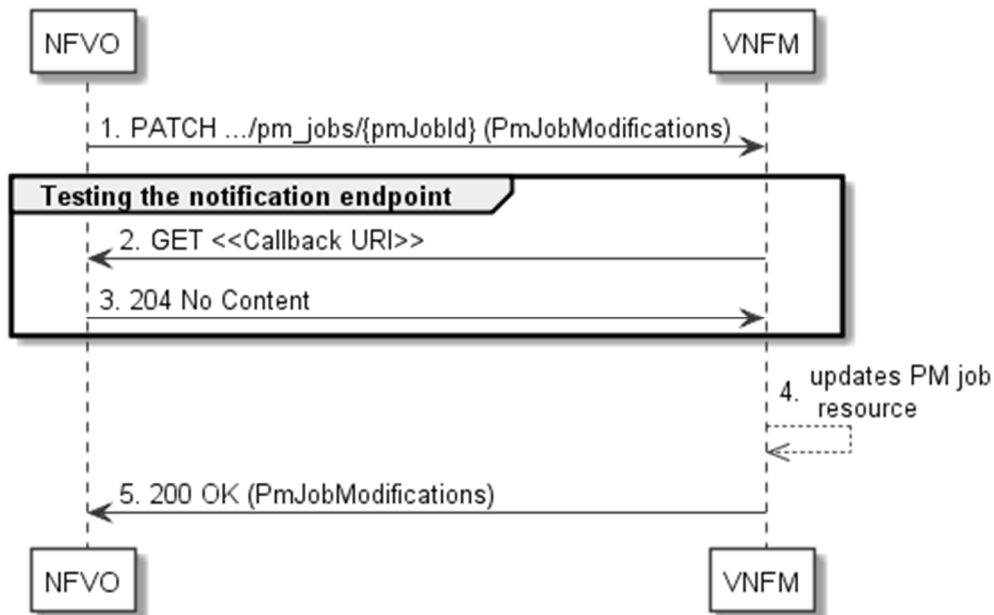 NFVO
VNFM
1. PATCH .../pm_jobs/{pmJobId} (PmJobModifications)
Testing the notification endpoint
2. GET <<Callback URI>>
3. 204 No Content
4. updates PM job
resource
5. 200 OK (PmJobModifications)
NFVO
VNFM